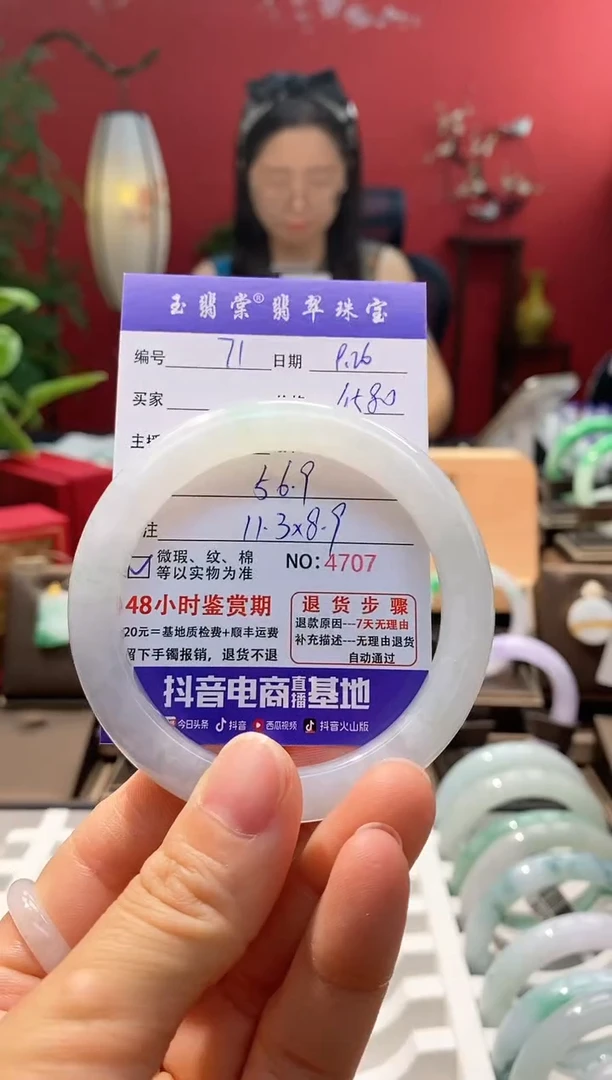 玉翡棠®翡翠珠宝
编号 71 日期 9.26
买家 1580
主
56.9
注 11.3x8.9
微瑕、纹、棉
等以实物为准
NO: 4707
48小时鉴赏期
20元=基地质检费+顺丰运费
留下手镯报销，退货不退
退货步骤
退款原因---7天无理由
补充描述---无理由退货
自动通过
抖音电商直播基地
今日头条 抖音 西瓜视频 抖音火山版